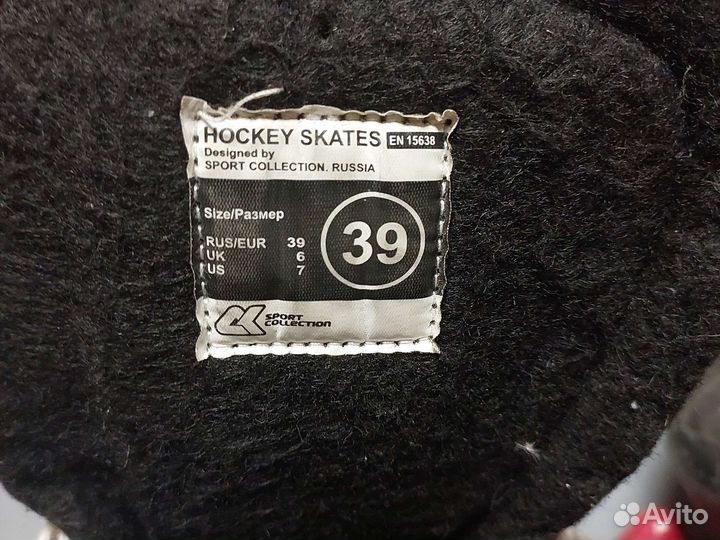 HOCKEY SKATES EN 15638
Designed by
SPORT COLLECTION. RUSSIA
Size/Размер
RUS/EUR 39
UK 6
US 7
39
CK SPORT
COLLECTION
Avito